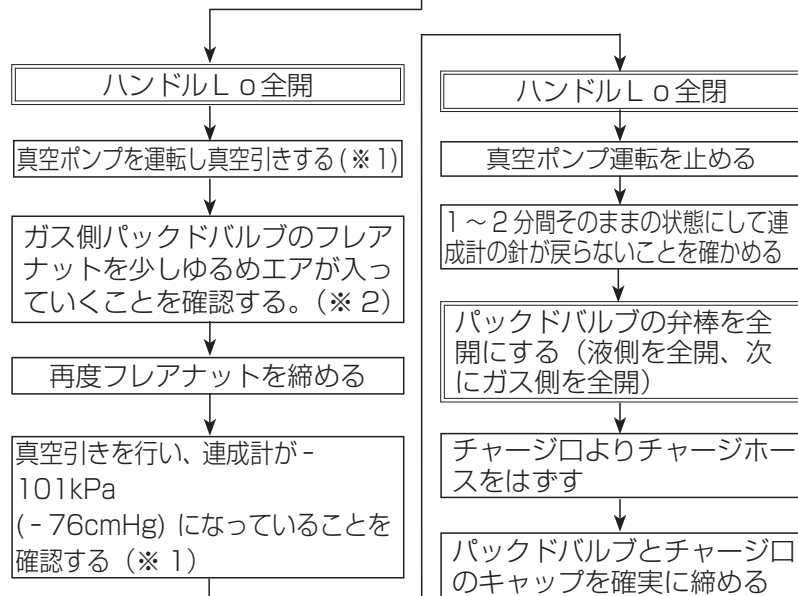 ハンドルLo全開
真空ポンプを運転し真空引きする(※1)
ガス側パックドバルブのフレア
ナットを少しゆるめエアが入っ
ていくことを確認する。(※2)
再度フレアナットを締める
真空引きを行い、連成計が-
101kPa
(-76cmHg) になっていることを
確認する(※1)
ハンドルLo全閉
真空ポンプ運転を止める
1~2分間そのままの状態にして連
成計の針が戻らないことを確かめる
パックドバルブの弁棒を全
開にする(液側を全開、次
にガス側を全開)
チャージ口よりチャージホー
スをはずす
パックドバルブとチャージ口
のキャップを確実に締める